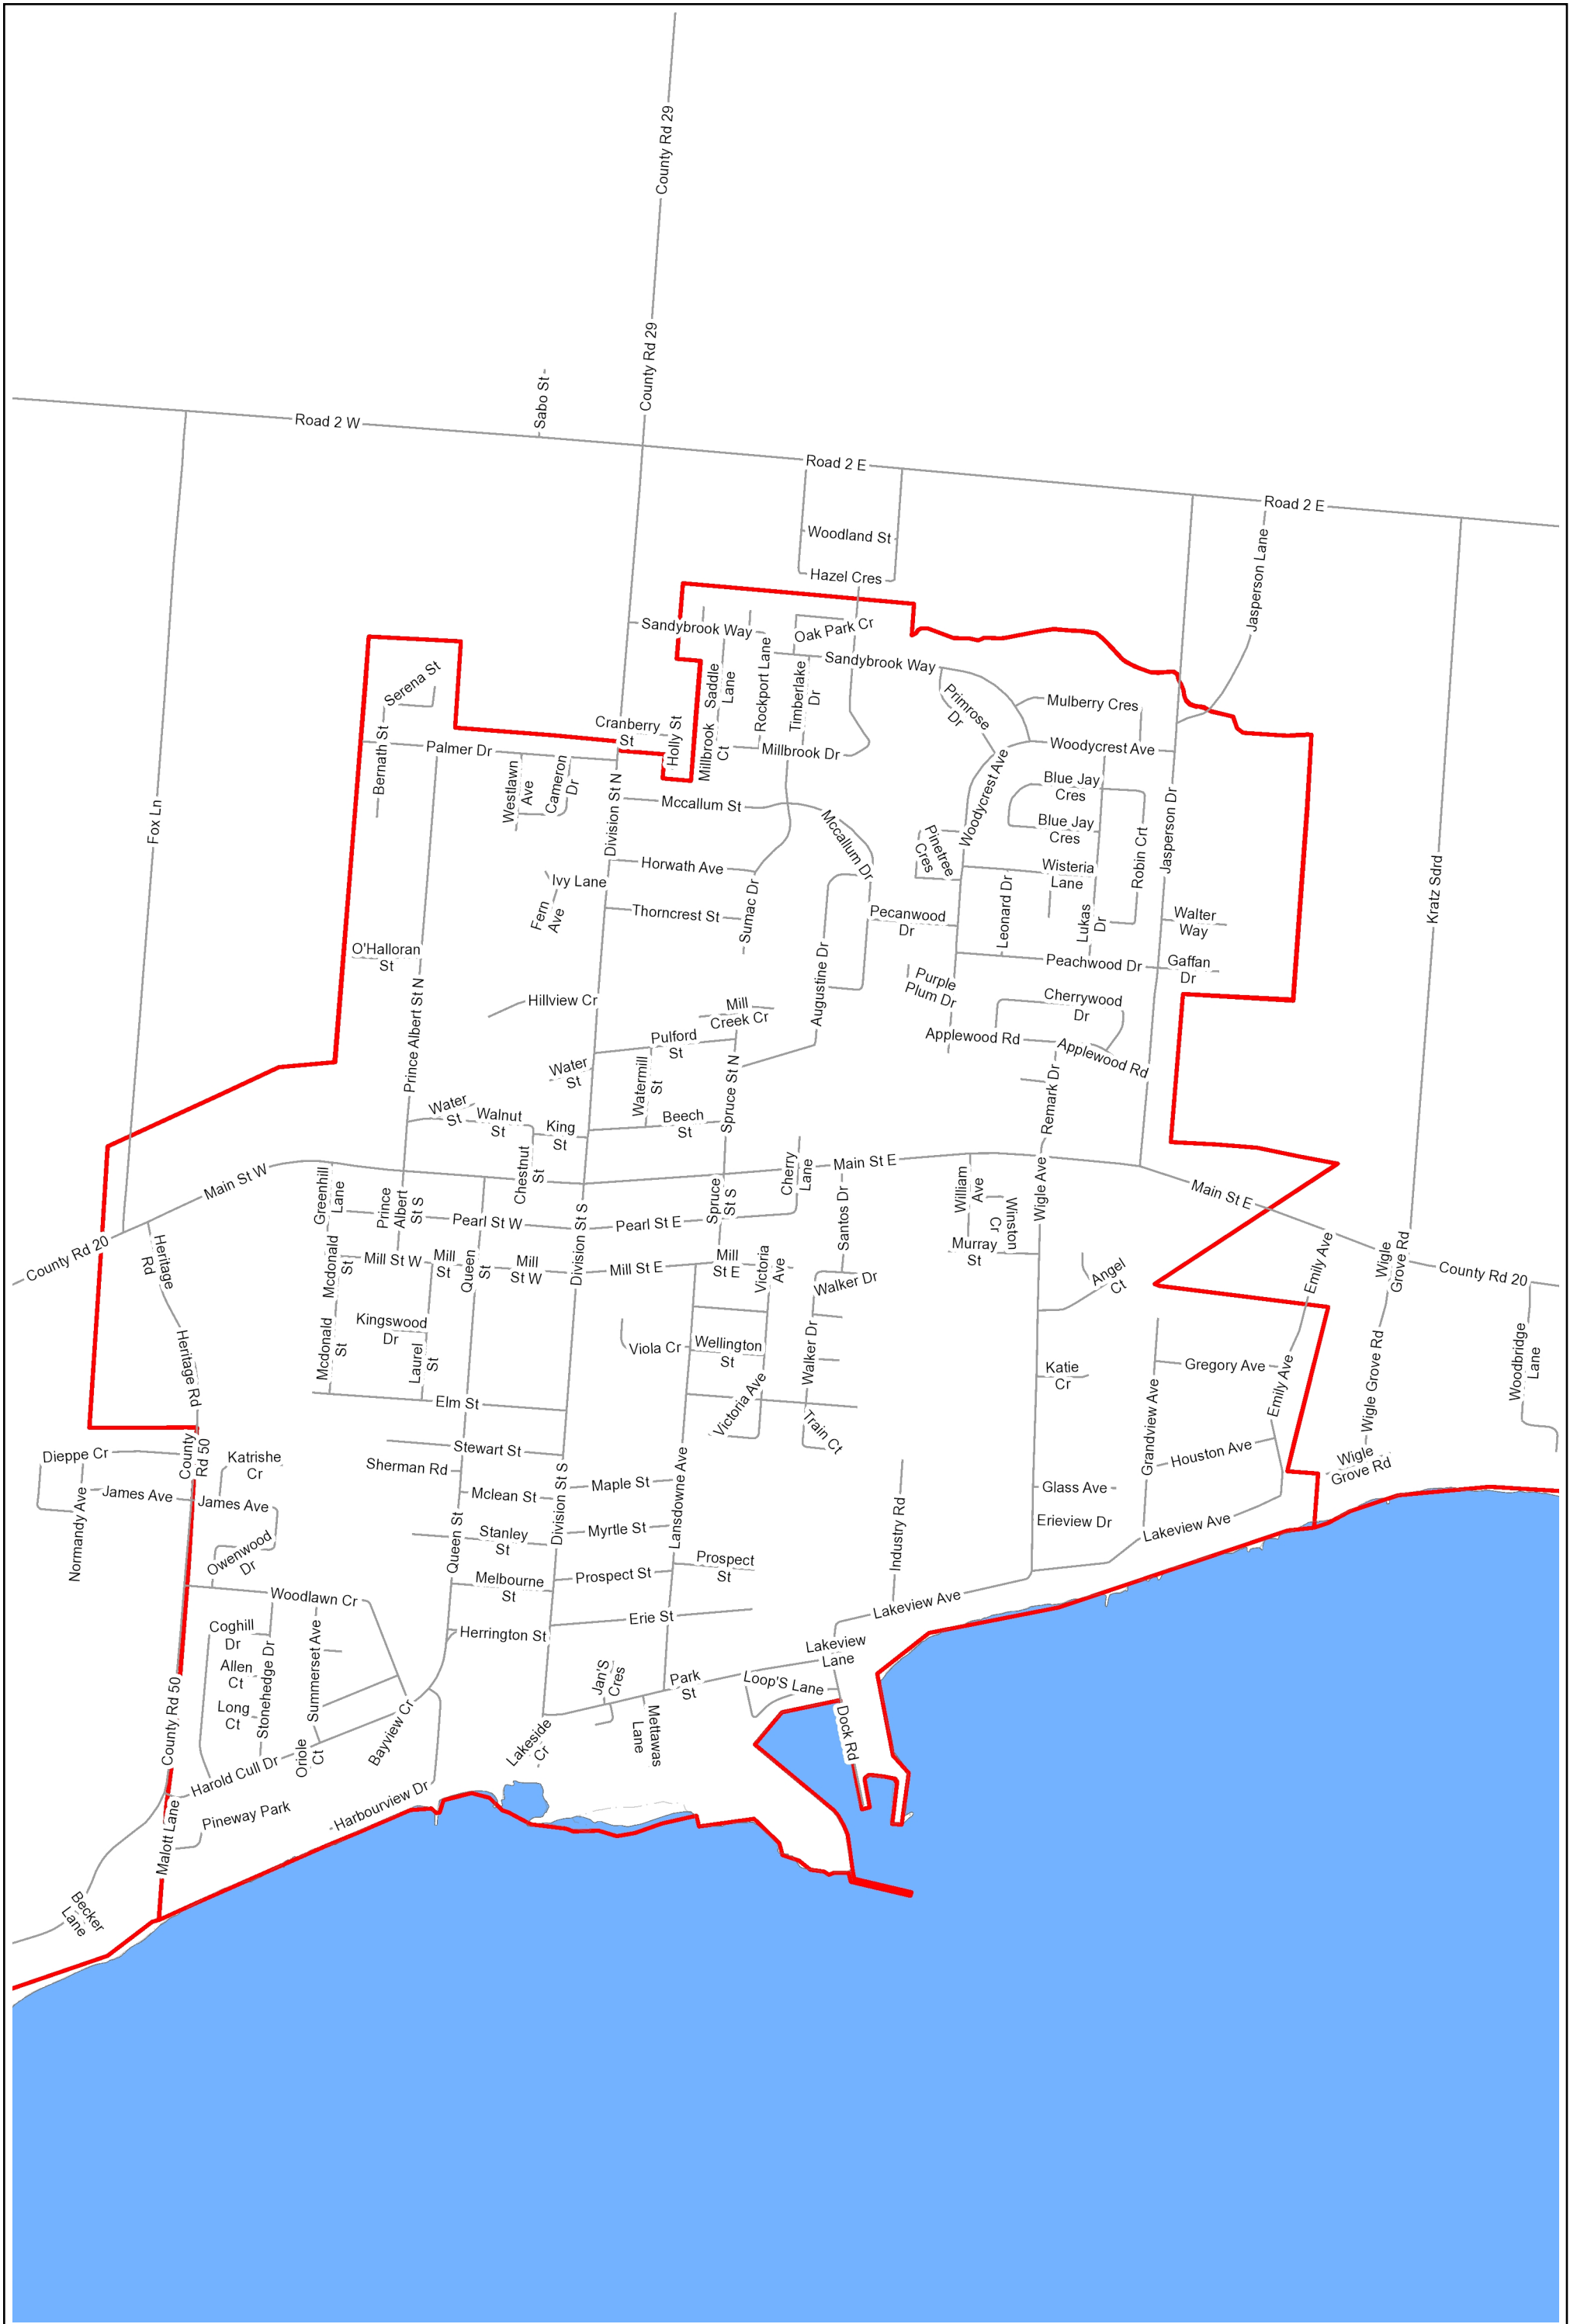 County Rd 29
County Rd 29
Sabo St
Road 2 W
Road 2 E
Road 2 E
Woodland St
Hazel Cres
Jasperson Lane
Sandybrook Way
Oak Park Cr
Sandybrook Way
Serena St
Saddle
Lane
Rockport Lane
Timberlake
Dr
Primrose
Dr
Mulberry Cres
Cranberry
St
Holly St
Millbrook
Ct
Millbrook Dr
Woodycrest Ave
Bernath St
Palmer Dr
Westlawn
Ave
Cameron
Dr
Division St N
Mccallum St
Mccallum Dr
Woodycrest Ave
Blue Jay
Cres
Blue Jay
Cres
Pinetree
Cres
Robin Crt
Jasperson Dr
Fox Ln
Kratz Sdrd
Horwath Ave
Ivy Lane
Fern
Ave
Thorncrest St
Sumac Dr
Wisteria
Lane
Leonard Dr
Lukas
Dr
Pecanwood
Dr
Walter
Way
O'Halloran
St
Augustine Dr
Peachwood Dr
Gaffan
Dr
Purple
Plum Dr
Cherrywood
Dr
Hillview Cr
Mill
Creek Cr
Prince Albert St N
Pulford
St
Applewood Rd
Applewood Rd
Water
St
Watermill
St
Spruce St N
Remark Dr
Water
St
Walnut
St
King
St
Beech
St
Chestnut
St
Main St W
Main St E
Cherry
Lane
Main St E
Greenhill
Lane
Prince
Albert
St S
Pearl St W
Pearl St E
Spruce
St S
Santos Dr
William
Ave
Winston
Cr
Wigle Ave
Murray
St
County Rd 20
Heritage
Rd
Mcdonald
St
Mill St W
Mill
St
Queen
St
Mill
St W
Division St S
Mill St E
Mill
St E
Victoria
Ave
Walker Dr
Angel
Ct
Emily Ave
Wigle
Grove Rd
County Rd 20
Heritage Rd
Mcdonald
St
Kingswood
Dr
Laurel
St
Viola Cr
Wellington
St
Walker Dr
Katie
Cr
Gregory Ave
Emily Ave
Wigle Grove Rd
Woodbridge
Lane
Elm St
Victoria Ave
Train Ct
Grandview Ave
Houston Ave
Wigle
Grove Rd
Dieppe Cr
County
Rd 50
Katrishe
Cr
Stewart St
Sherman Rd
Mclean St
Maple St
Lansdowne Ave
Glass Ave
Normandy Ave
James Ave
James Ave
Owenwood
Dr
Queen St
Stanley
St
Division St S
Myrtle St
Industry Rd
Erieview Dr
Lakeview Ave
Woodlawn Cr
Melbourne
St
Prospect St
Prospect
St
Lakeview Ave
Coghill
Dr
Allen
Ct
Long
Ct
Stonehedge Dr
Summerset Ave
Herrington St
Erie St
Lakeview
Lane
Jan'S
Cres
Park
St
Loop'S Lane
Mettawas
Lane
Dock Rd
County Rd 50
Harold Cull Dr
Oriole
Ct
Bayview Cr
Lakeside
Cr
Pineway Park
Harbourview Dr
Malott Lane
Becker
Lane